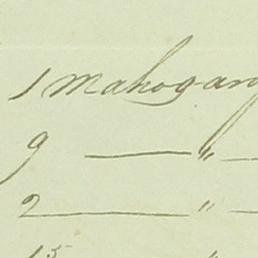 1 Mahogany
9 — " —
2 — " —
15 "